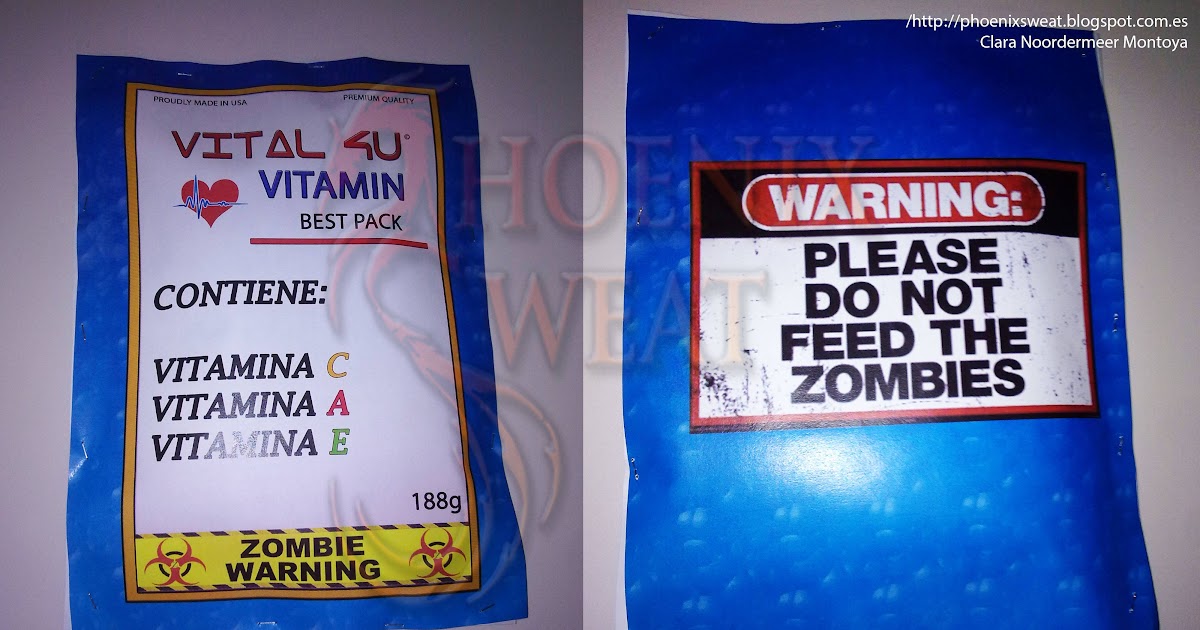 PROUDLY MADE IN USA
PREMIUM QUALITY
VITAL 4U©
VITAMIN
BEST PACK
CONTIENE:
VITAMINA C
VITAMINA A
VITAMINA E
188g
ZOMBIE
WARNING
PHOENIX
SWEAT
/http://phoenixsweat.blogspot.com.es
Clara Noordermeer Montoya
WARNING:
PLEASE
DO NOT
FEED THE
ZOMBIES